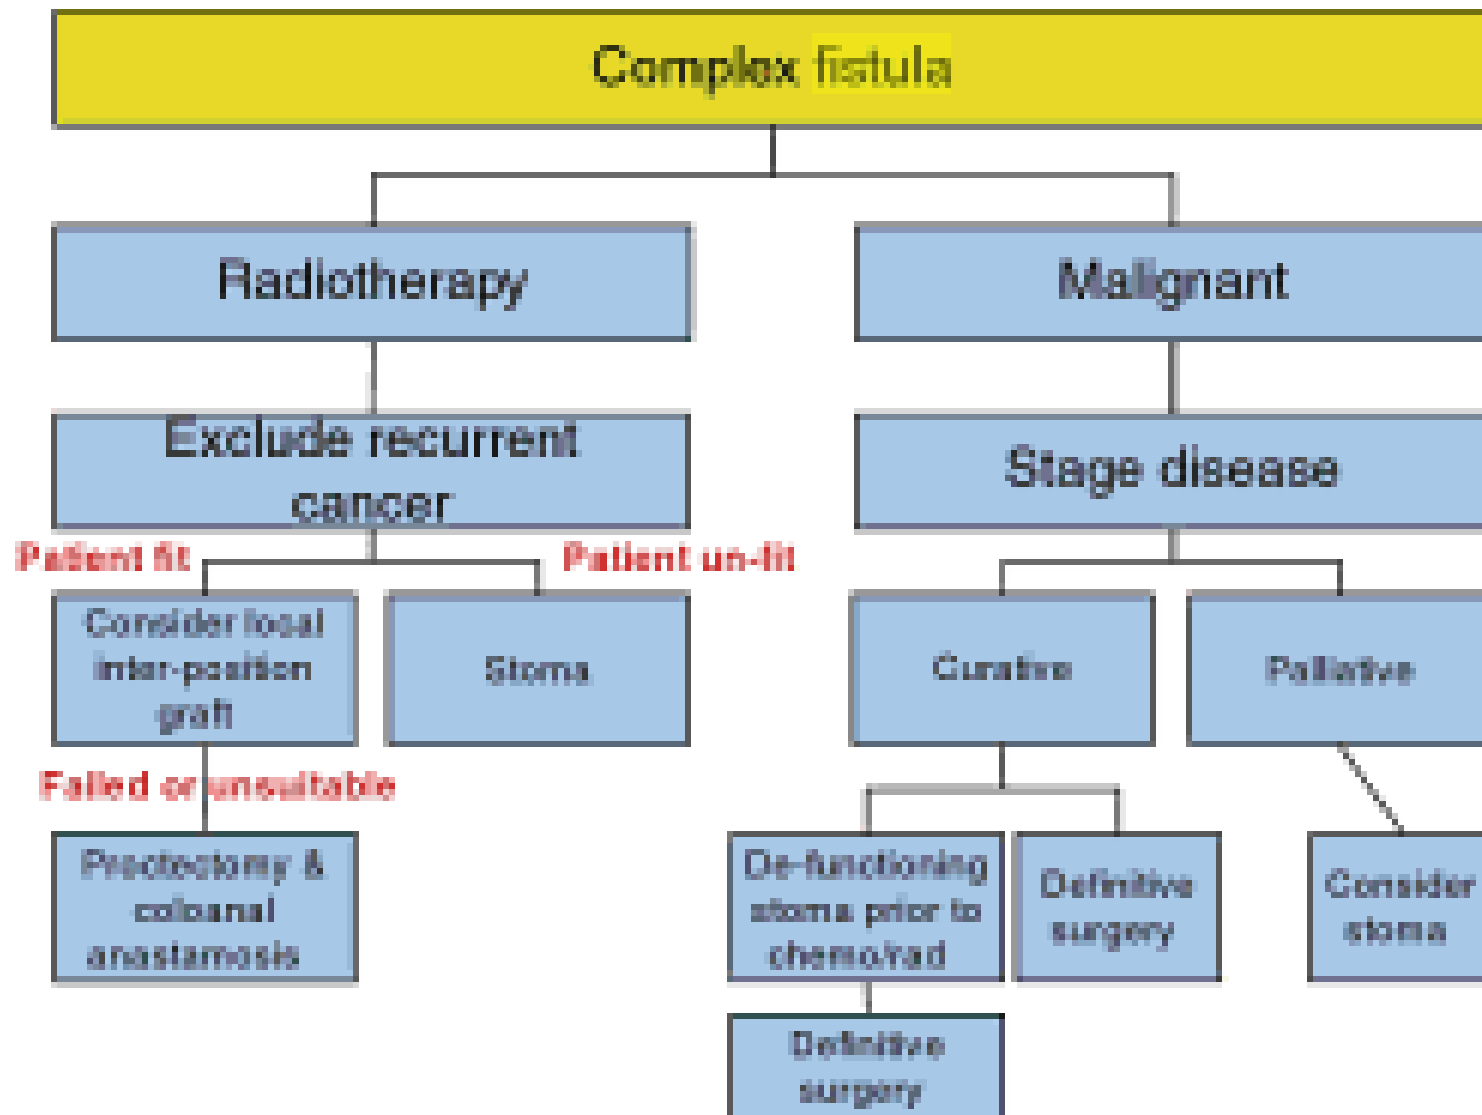 Complex fistula
Radiotherapy
Malignant
Exclude recurrent
cancer
Stage disease
Patient fit
Patient un-fit
Consider local
inter-position
graft
Stoma
Curative
Palliative
Failed or unsuitable
Proctectomy &
coloanal
anastamosis
De-functioning
stoma prior to
chemo/rad
Definitive
surgery
Consider
stoma
Definitive
surgery